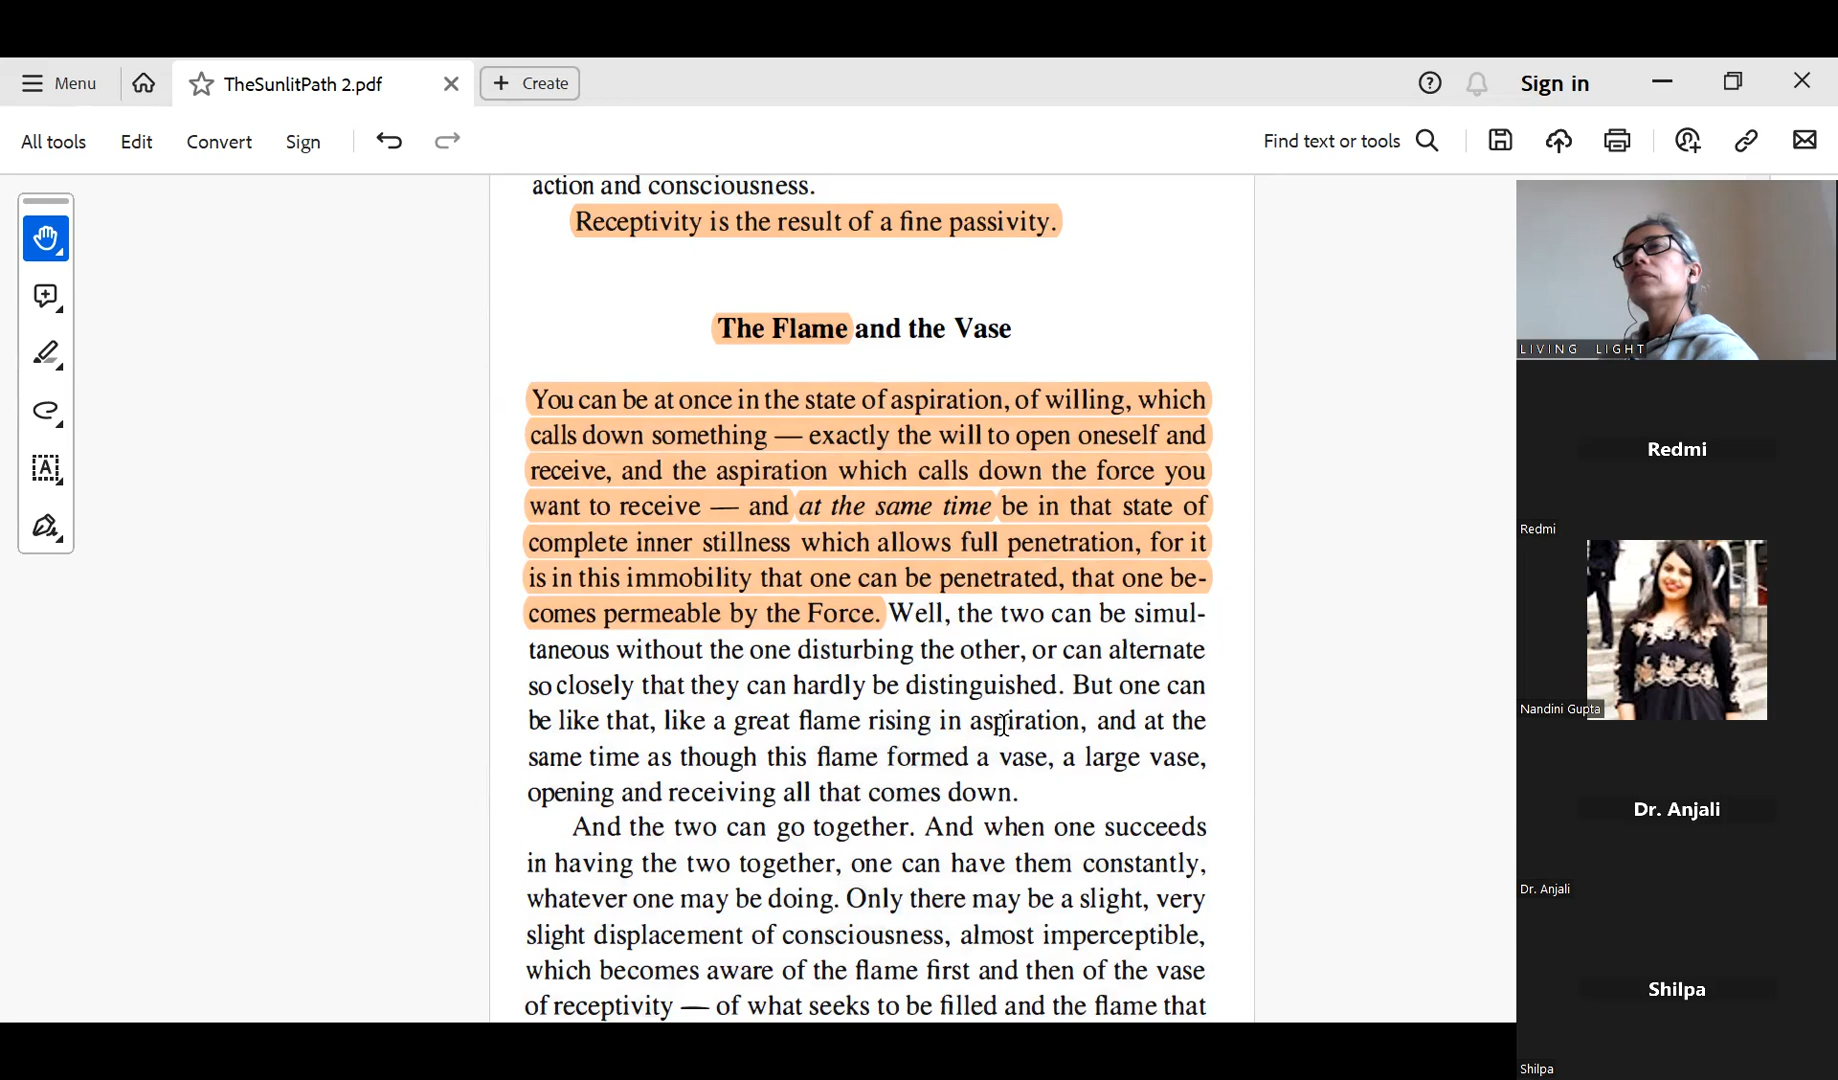 Menu
TheSunlitPath 2.pdf
Create
Sign in
All tools
Edit
Convert
Sign
Find text or tools
action and consciousness.
Receptivity is the result of a fine passivity.
The Flame and the Vase
You can be at once in the state of aspiration, of willing, which
calls down something — exactly the will to open oneself and
receive, and the aspiration which calls down the force you
want to receive — and at the same time be in that state of
complete inner stillness which allows full penetration, for it
is in this immobility that one can be penetrated, that one be-
comes permeable by the Force. Well, the two can be simul-
taneous without the one disturbing the other, or can alternate
so closely that they can hardly be distinguished. But one can
be like that, like a great flame rising in aspiration, and at the
same time as though this flame formed a vase, a large vase,
opening and receiving all that comes down.
And the two can go together. And when one succeeds
in having the two together, one can have them constantly,
whatever one may be doing. Only there may be a slight, very
slight displacement of consciousness, almost imperceptible,
which becomes aware of the flame first and then of the vase
of receptivity — of what seeks to be filled and the flame that
LIVING LIGHT
Redmi
Redmi
Nandini Gupta
Dr. Anjali
Dr. Anjali
Shilpa
Shilpa